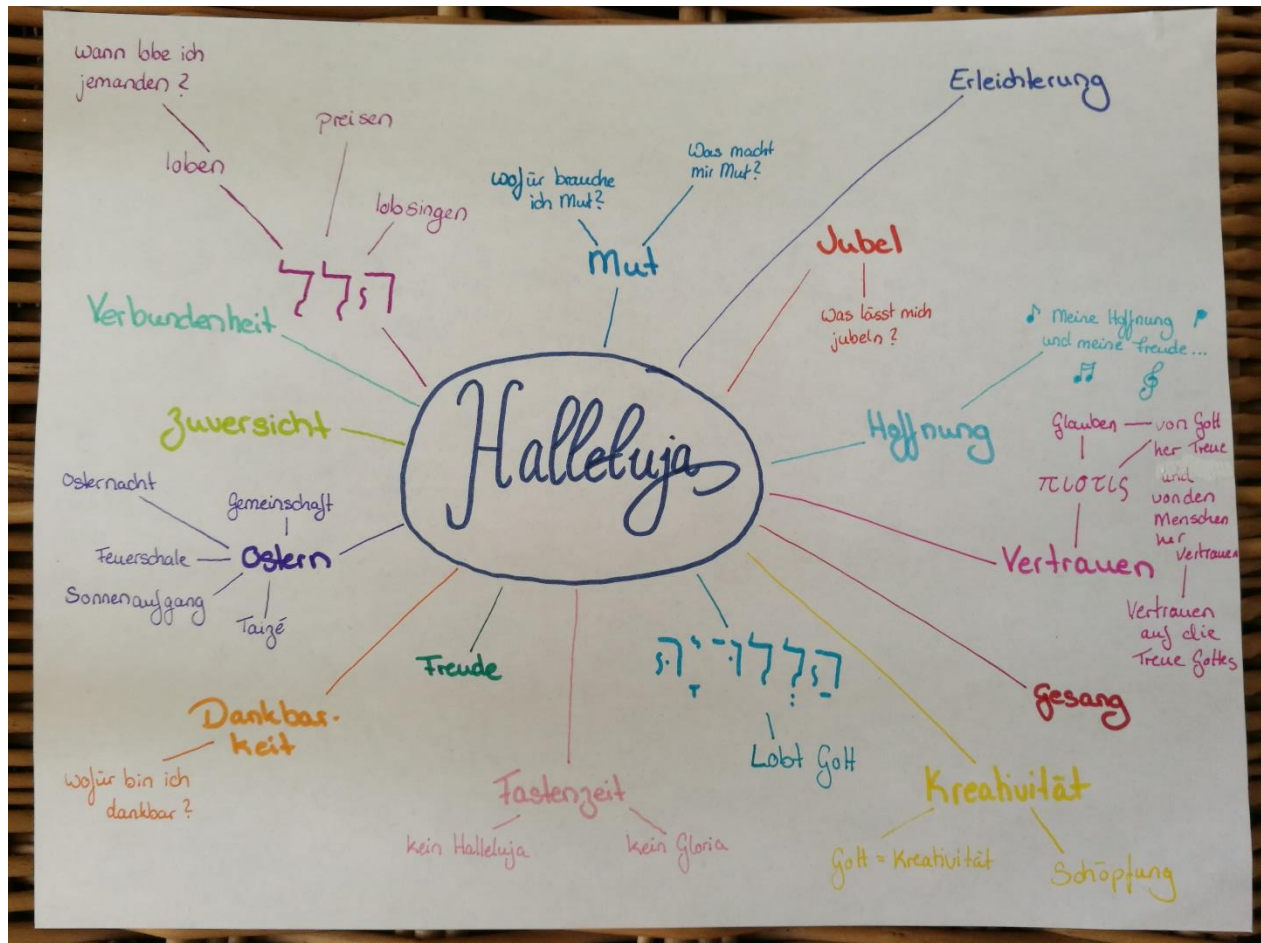 Halleluja
wann lobe ich
jemanden?
loben
preisen
lobsingen
הלל
wofür brauche
ich Mut?
Was macht
mir Mut?
Mut
Erleichterung
Jubel
Was lässt mich
jubeln?
Meine Hoffnung
und meine Freude...
Hoffnung
Glauben
von Gott
her Treue
und
von den
Menschen
her
Vertrauen
πιστις
Vertrauen
Vertrauen
auf die
Treue Gottes
Gesang
Kreativität
Gott = Kreativität
Schöpfung
הַלְלוּ־יָהּ
Lobt Gott
Fastenzeit
kein Halleluja
kein Gloria
Freude
Dankbar-
keit
wofür bin ich
dankbar?
Ostern
Osternacht
Gemeinschaft
Feuerschale
Sonnenaufgang
Taizé
Zuversicht
Verbundenheit